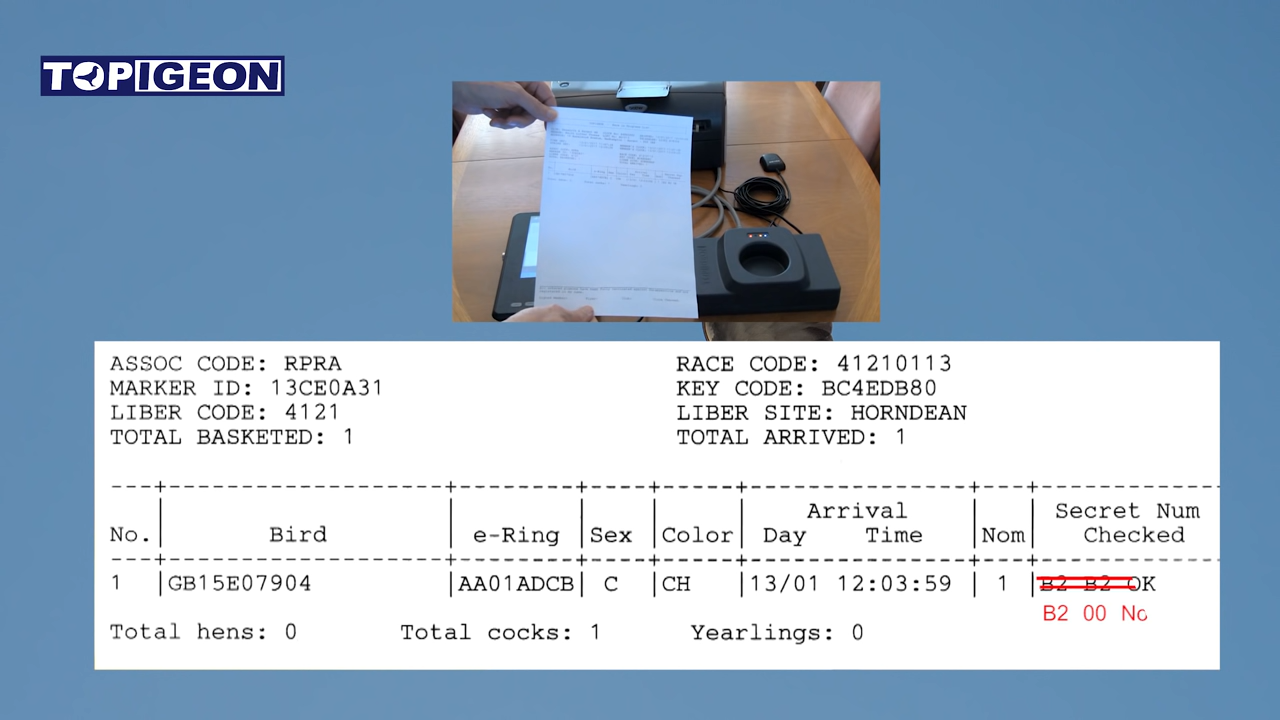 TOPIGEON
ASSOC CODE: RPRA
MARKER ID: 13CE0A31
LIBER CODE: 4121
TOTAL BASKETED: 1
RACE CODE: 41210113
KEY CODE: BC4EDB80
LIBER SITE: HORNDEAN
TOTAL ARRIVED: 1
No. Bird e-Ring Sex Color Arrival Day Time Nom Secret Num Checked
1 GB15E07904 AA01ADCB C CH 13/01 12:03:59 1 B2 B2 OK
B2 00 No
Total hens: 0 Total cocks: 1 Yearlings: 0